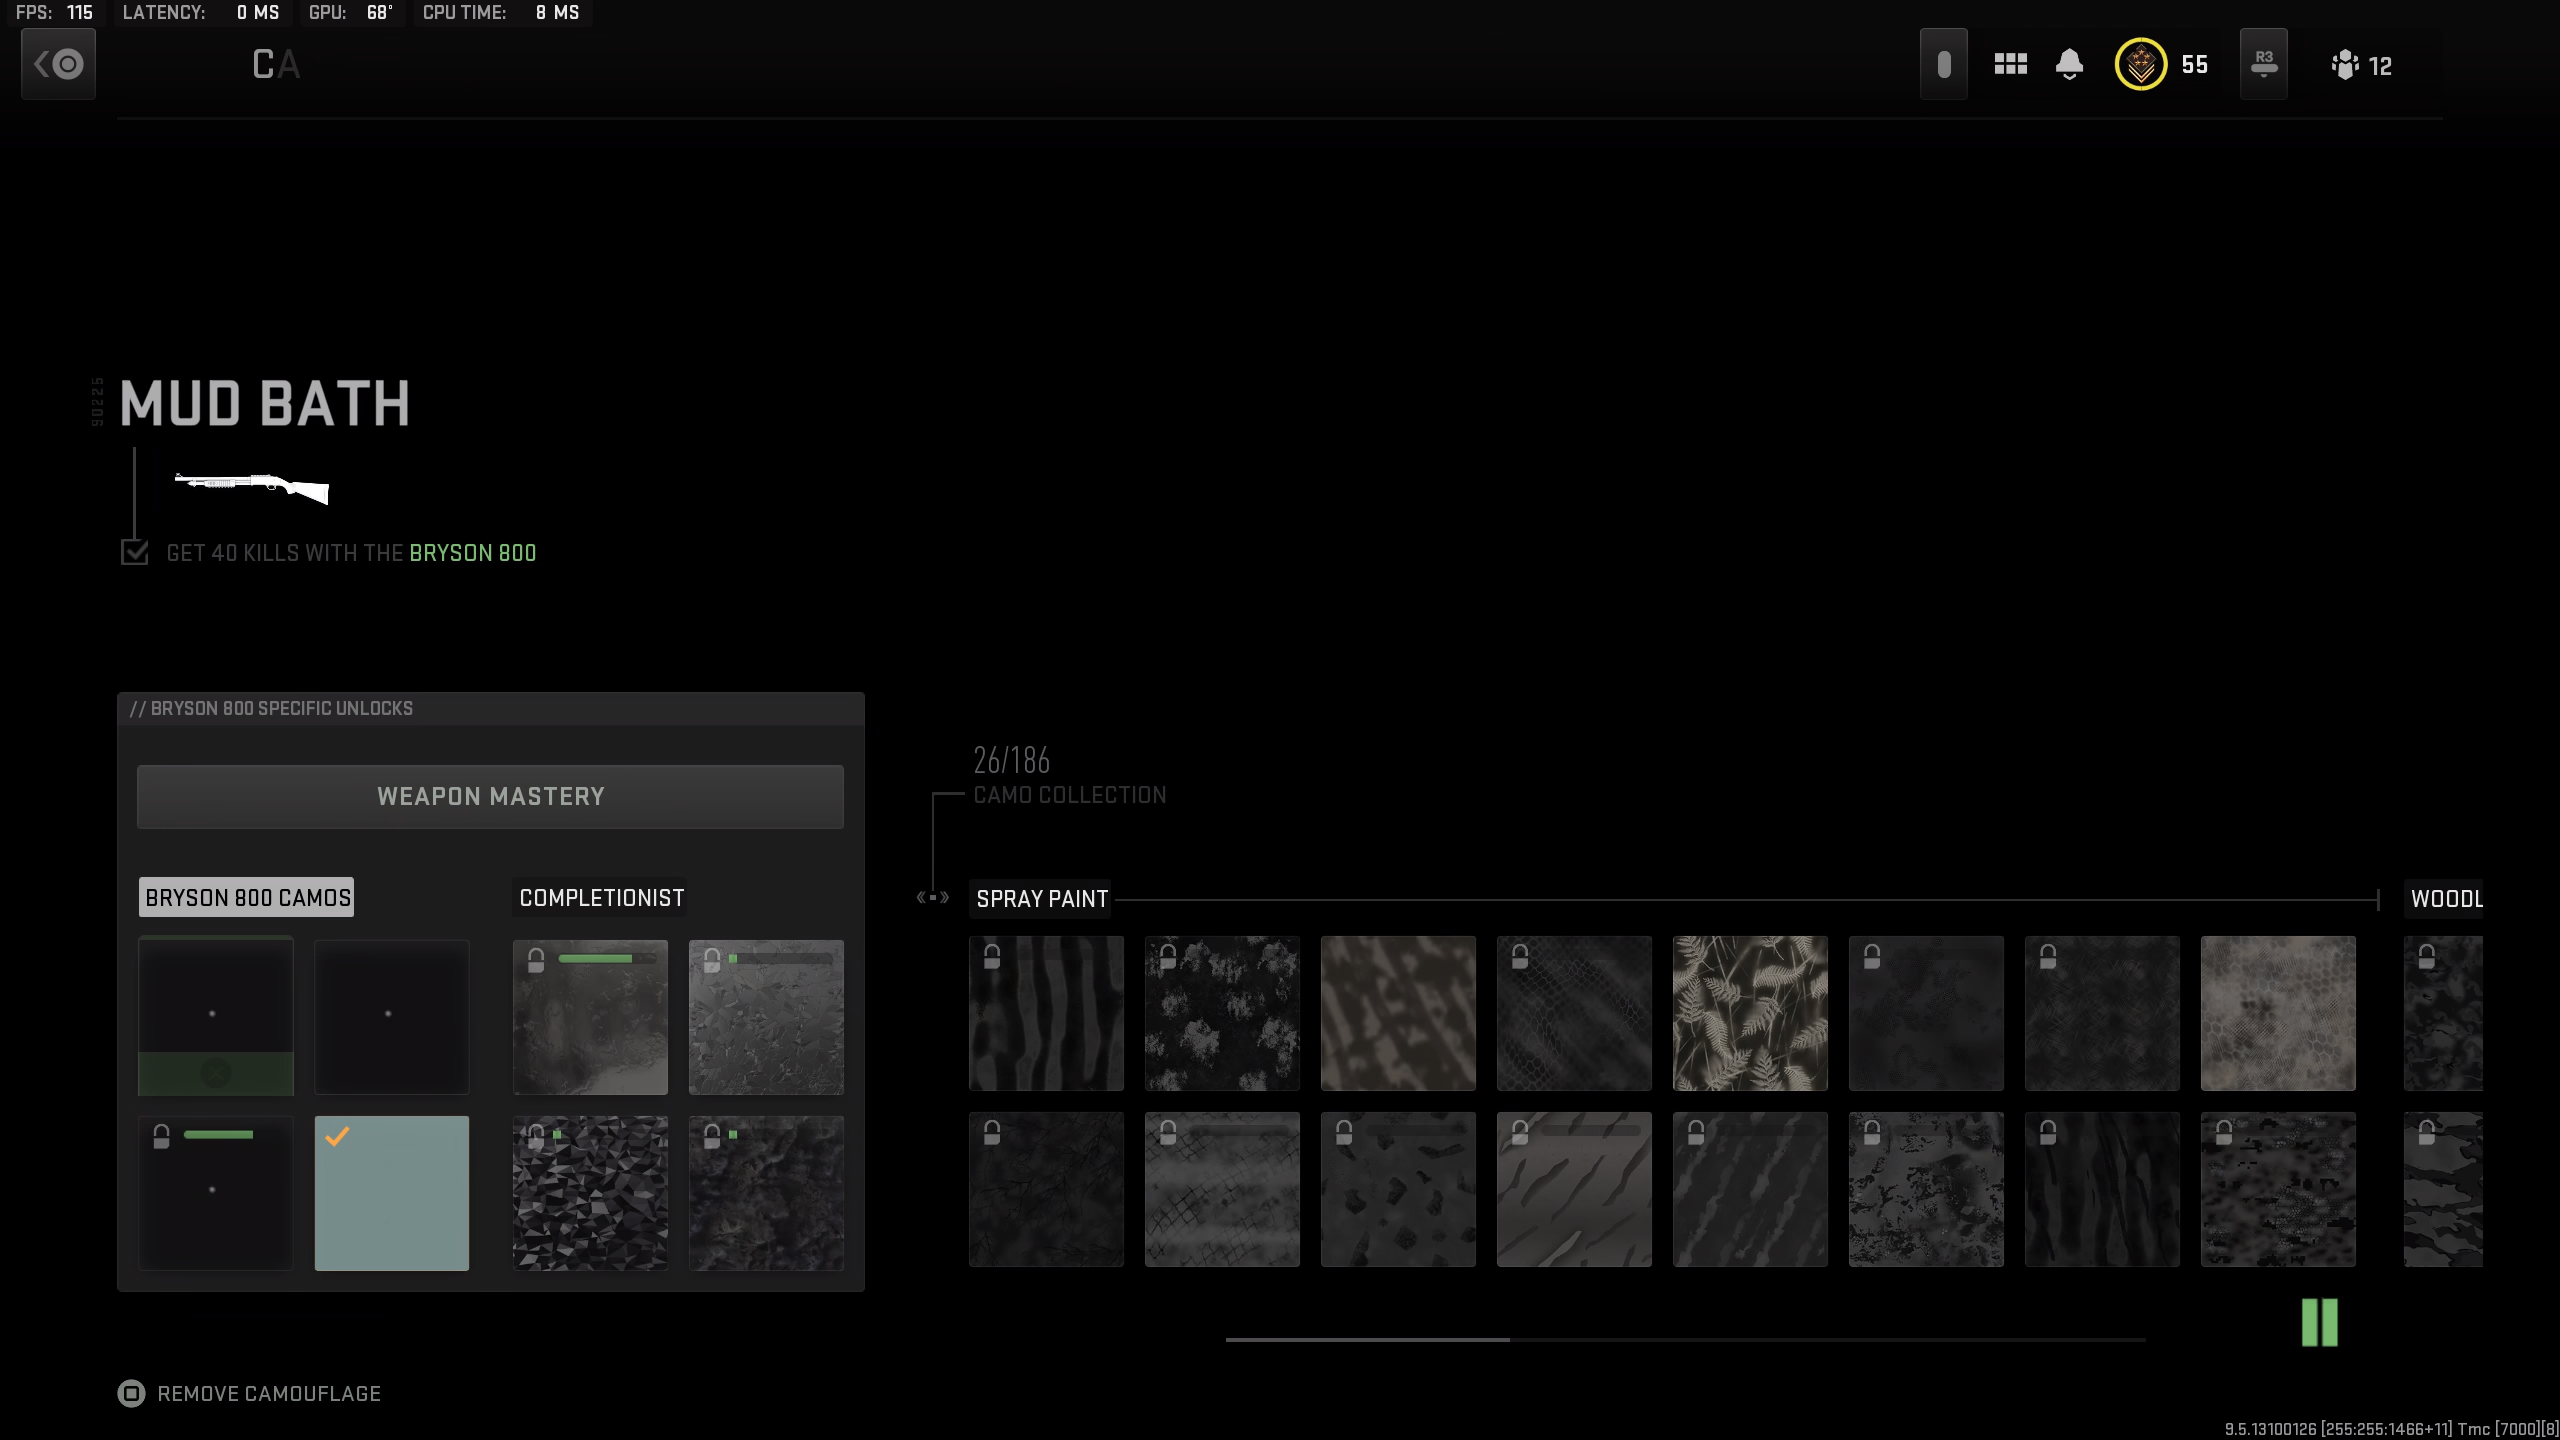 FPS: 115 LATENCY: 0 MS GPU: 68° CPU TIME: 8 MS
CA
55
R3
12
90225
MUD BATH
GET 40 KILLS WITH THE BRYSON 800
// BRYSON 800 SPECIFIC UNLOCKS
WEAPON MASTERY
26/186
CAMO COLLECTION
BRYSON 800 CAMOS
COMPLETIONIST
SPRAY PAINT
WOODL
REMOVE CAMOUFLAGE
9.5.13100126 [255:255:1466+11] Tmc [7000][8]